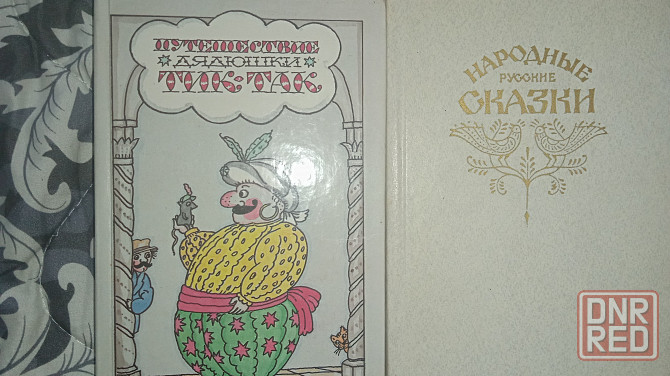 ПУТЕШЕСТВИЕ
ДЯДЮШКИ
ТИК-ТАК
НАРОДНЫЕ
РУССКИЕ
СКАЗКИ
DNR
RED